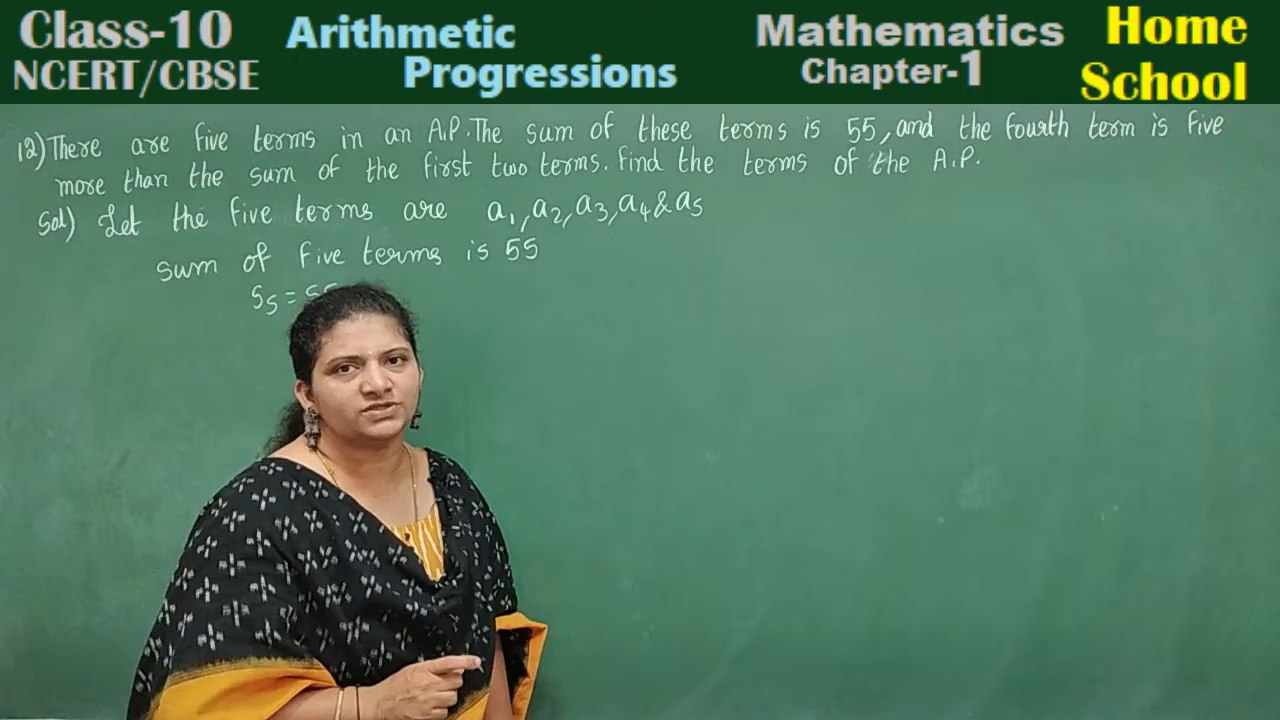 Class-10
NCERT/CBSE
Arithmetic
Progressions
Mathematics
Chapter-1
Home
School
12) There are five terms in an A.P. The sum of these terms is 55, and the fourth term is five
more than the sum of the first two terms. Find the terms of the A.P.
Sol) Let the five terms are a₁, a₂, a₃, a₄ & a₅
sum of five terms is 55
S₅ = 55